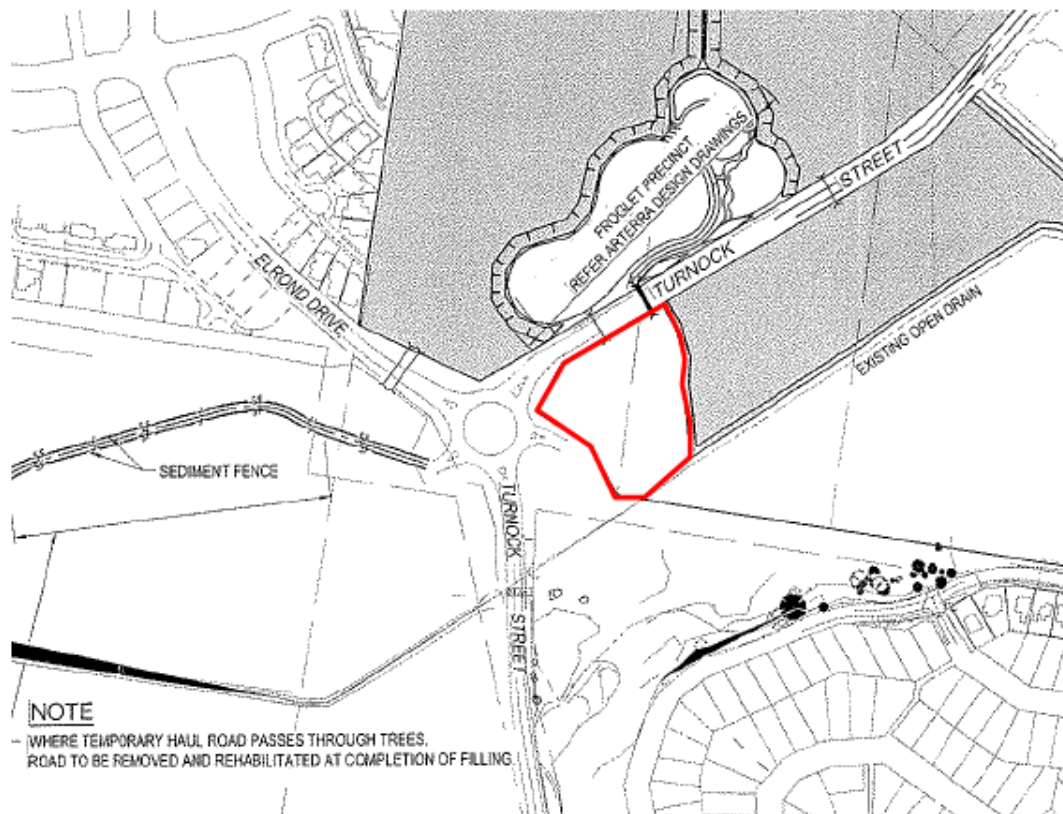 FROGLET PRECINCT
REFER ARTERRA DESIGN DRAWINGS
TURNOCK
STREET
ELROND DRIVE
EXISTING OPEN DRAIN
SEDIMENT FENCE
TURNOCK
STREET
NOTE
- WHERE TEMPORARY HAUL ROAD PASSES THROUGH TREES,
ROAD TO BE REMOVED AND REHABILITATED AT COMPLETION OF FILLING